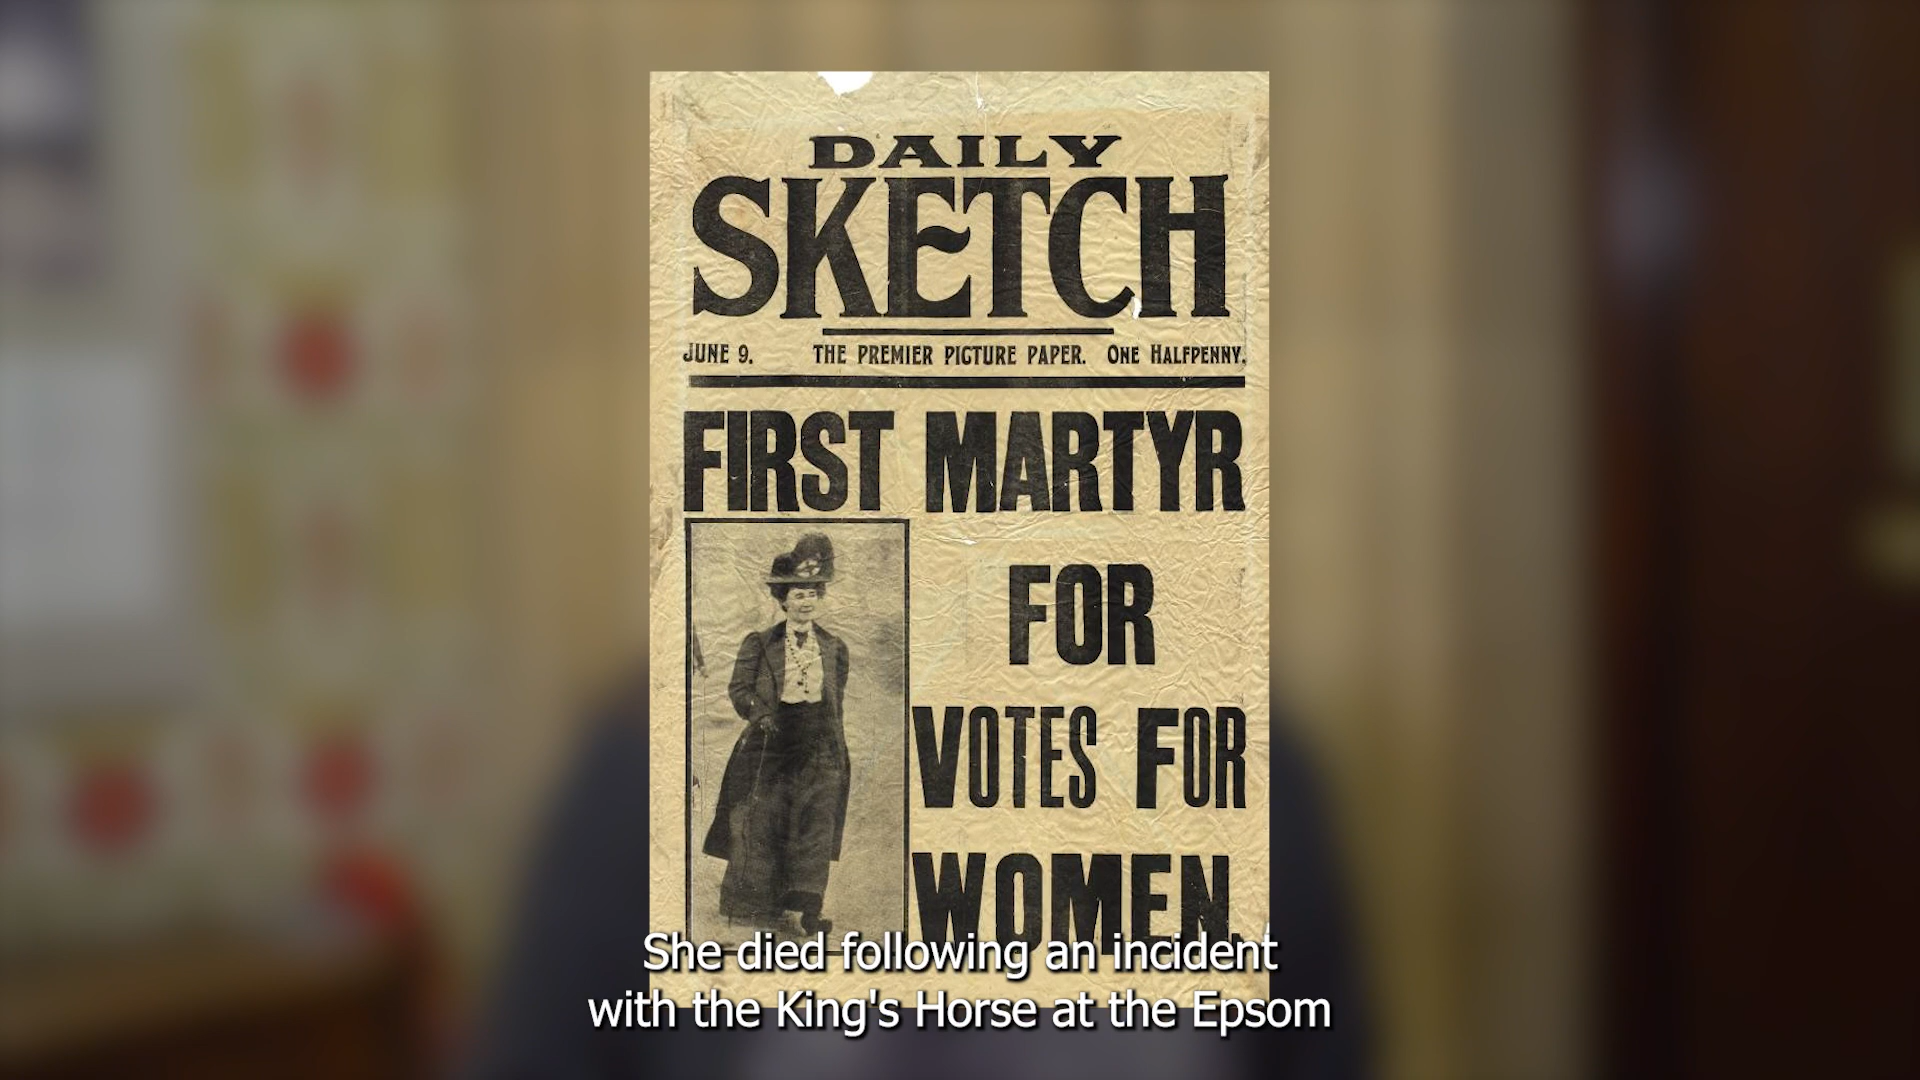 DAILY
SKETCH
JUNE 9. THE PREMIER PICTURE PAPER. ONE HALFPENNY.
FIRST MARTYR
FOR
VOTES FOR
WOMEN.
She died following an incident
with the King's Horse at the Epsom